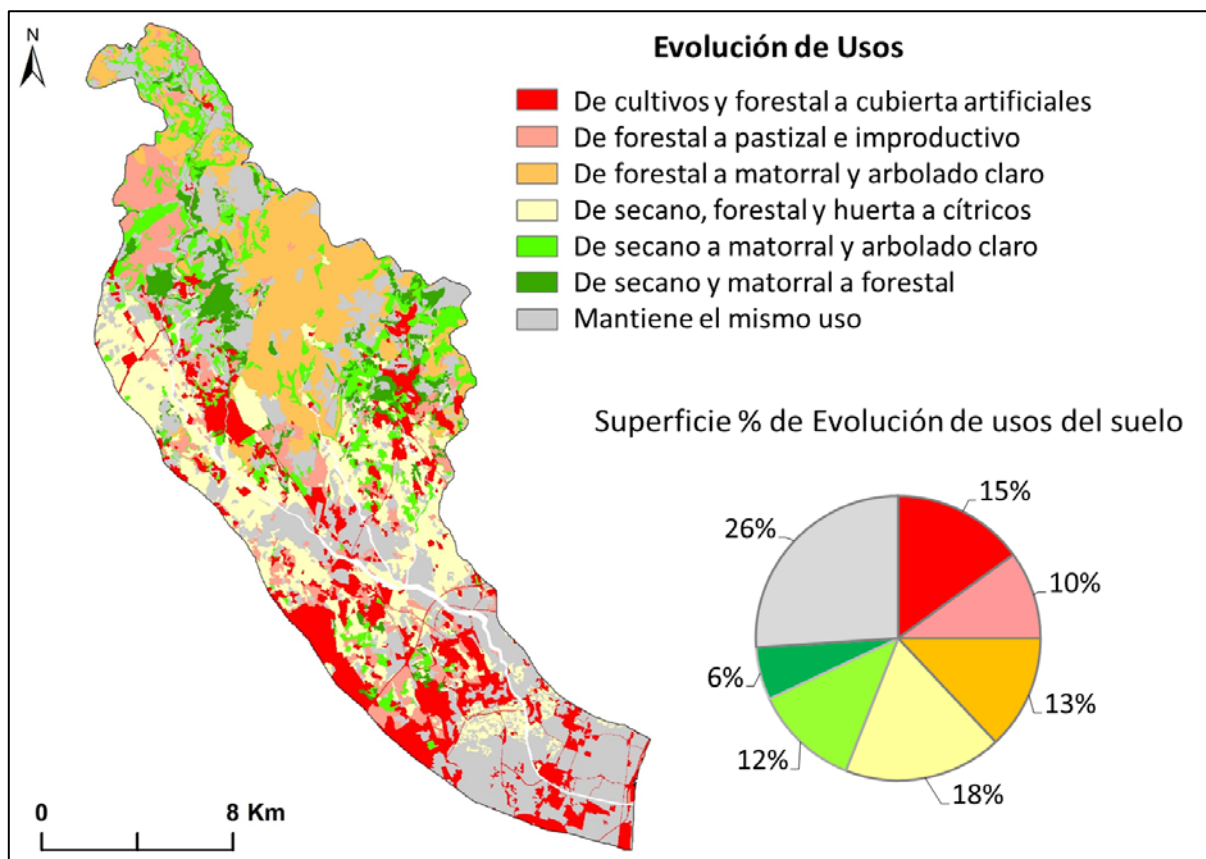 N
Evolución de Usos
De cultivos y forestal a cubierta artificiales
De forestal a pastizal e improductivo
De forestal a matorral y arbolado claro
De secano, forestal y huerta a cítricos
De secano a matorral y arbolado claro
De secano y matorral a forestal
Mantiene el mismo uso
Superficie % de Evolución de usos del suelo
15%
26%
10%
6%
13%
12%
18%
0 8 Km